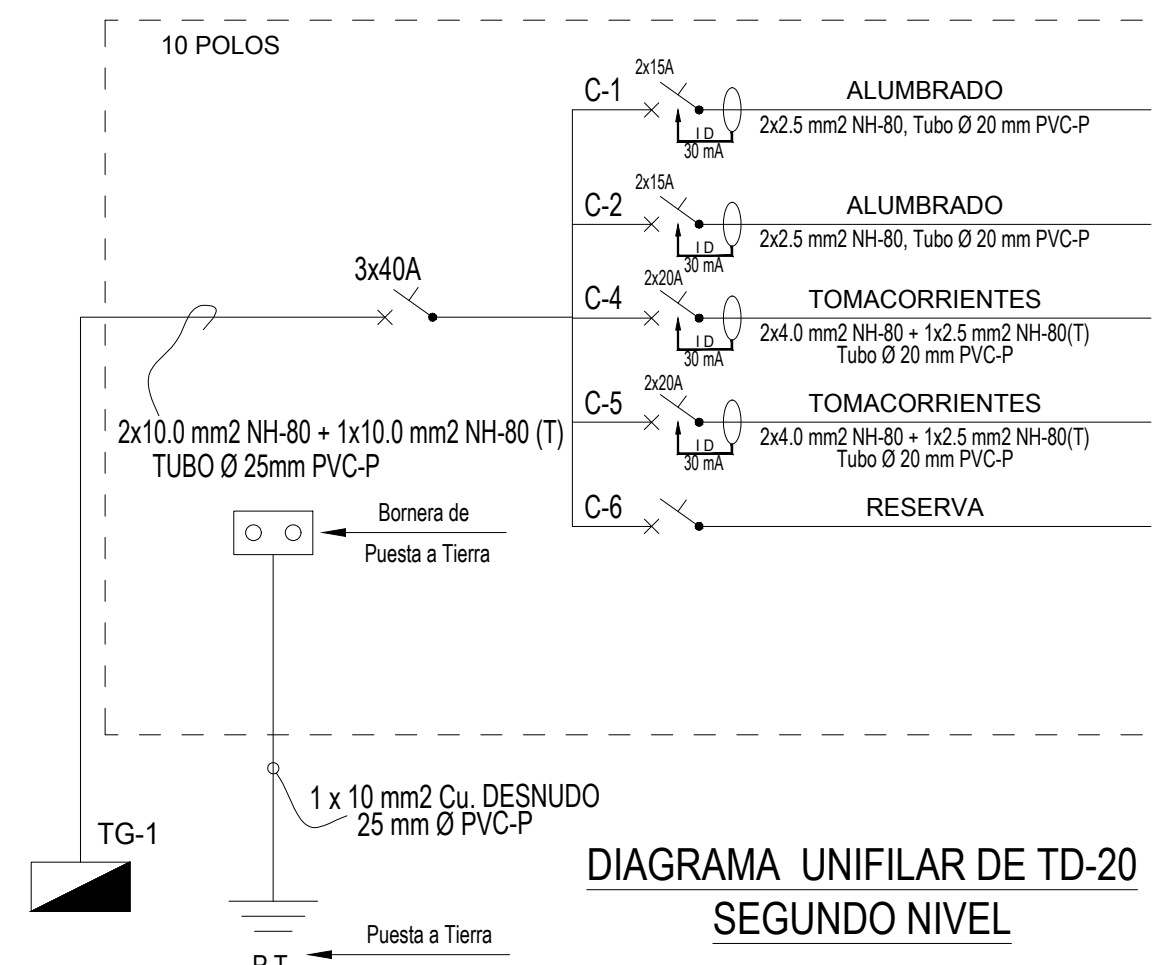 10 POLOS
2x15A
C-1
ALUMBRADO
2x2.5 mm2 NH-80, Tubo Ø 20 mm PVC-P
I D
30 mA
2x15A
C-2
ALUMBRADO
2x2.5 mm2 NH-80, Tubo Ø 20 mm PVC-P
I D
30 mA
3x40A
2x20A
C-4
TOMACORRIENTES
2x4.0 mm2 NH-80 + 1x2.5 mm2 NH-80(T)
Tubo Ø 20 mm PVC-P
I D
30 mA
2x20A
C-5
TOMACORRIENTES
2x4.0 mm2 NH-80 + 1x2.5 mm2 NH-80(T)
Tubo Ø 20 mm PVC-P
I D
30 mA
2x10.0 mm2 NH-80 + 1x10.0 mm2 NH-80 (T)
TUBO Ø 25mm PVC-P
C-6
RESERVA
Bornera de
Puesta a Tierra
1 x 10 mm2 Cu. DESNUDO
25 mm Ø PVC-P
TG-1
DIAGRAMA UNIFILAR DE TD-20
SEGUNDO NIVEL
Puesta a Tierra
P.T.